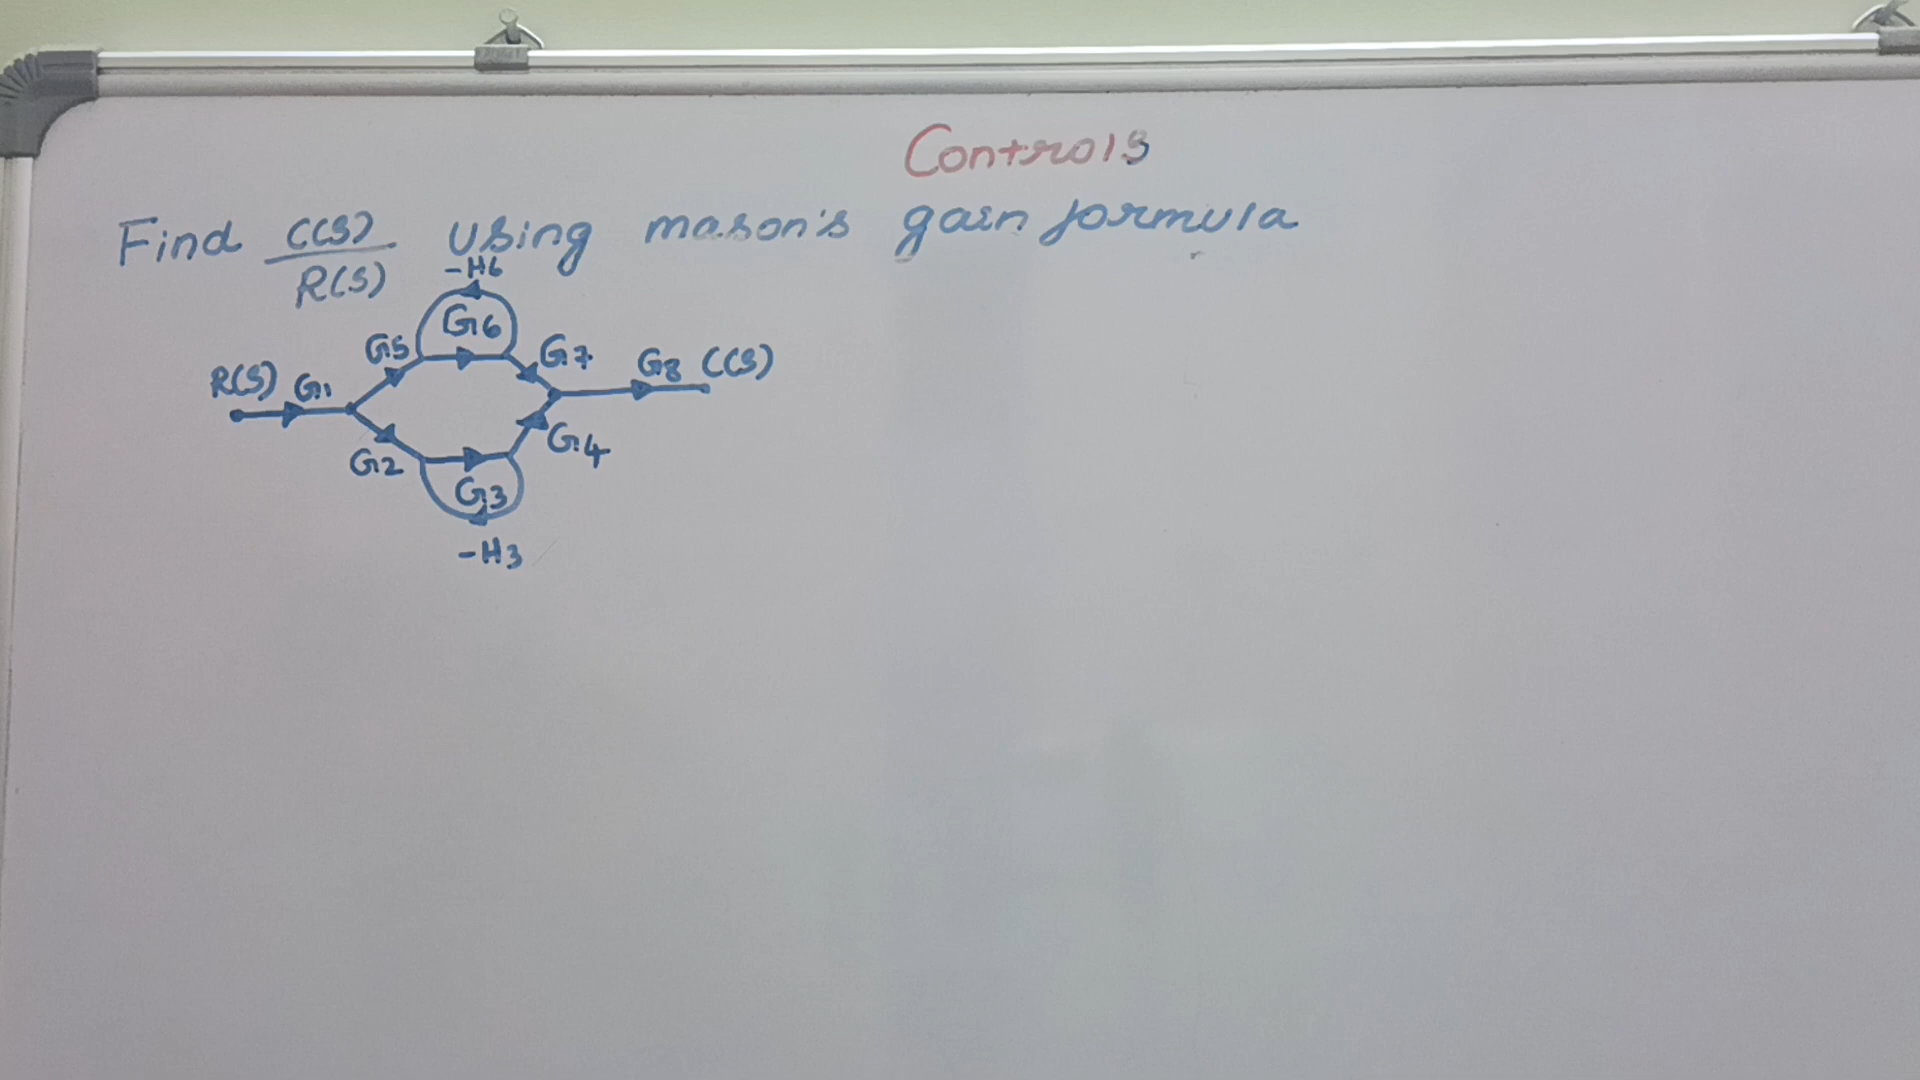 Controls
Find C(S)/R(S) using mason's gain formula
-H6
G6
G5
G7
R(S) G1
G8 C(S)
G2
G4
G3
-H3